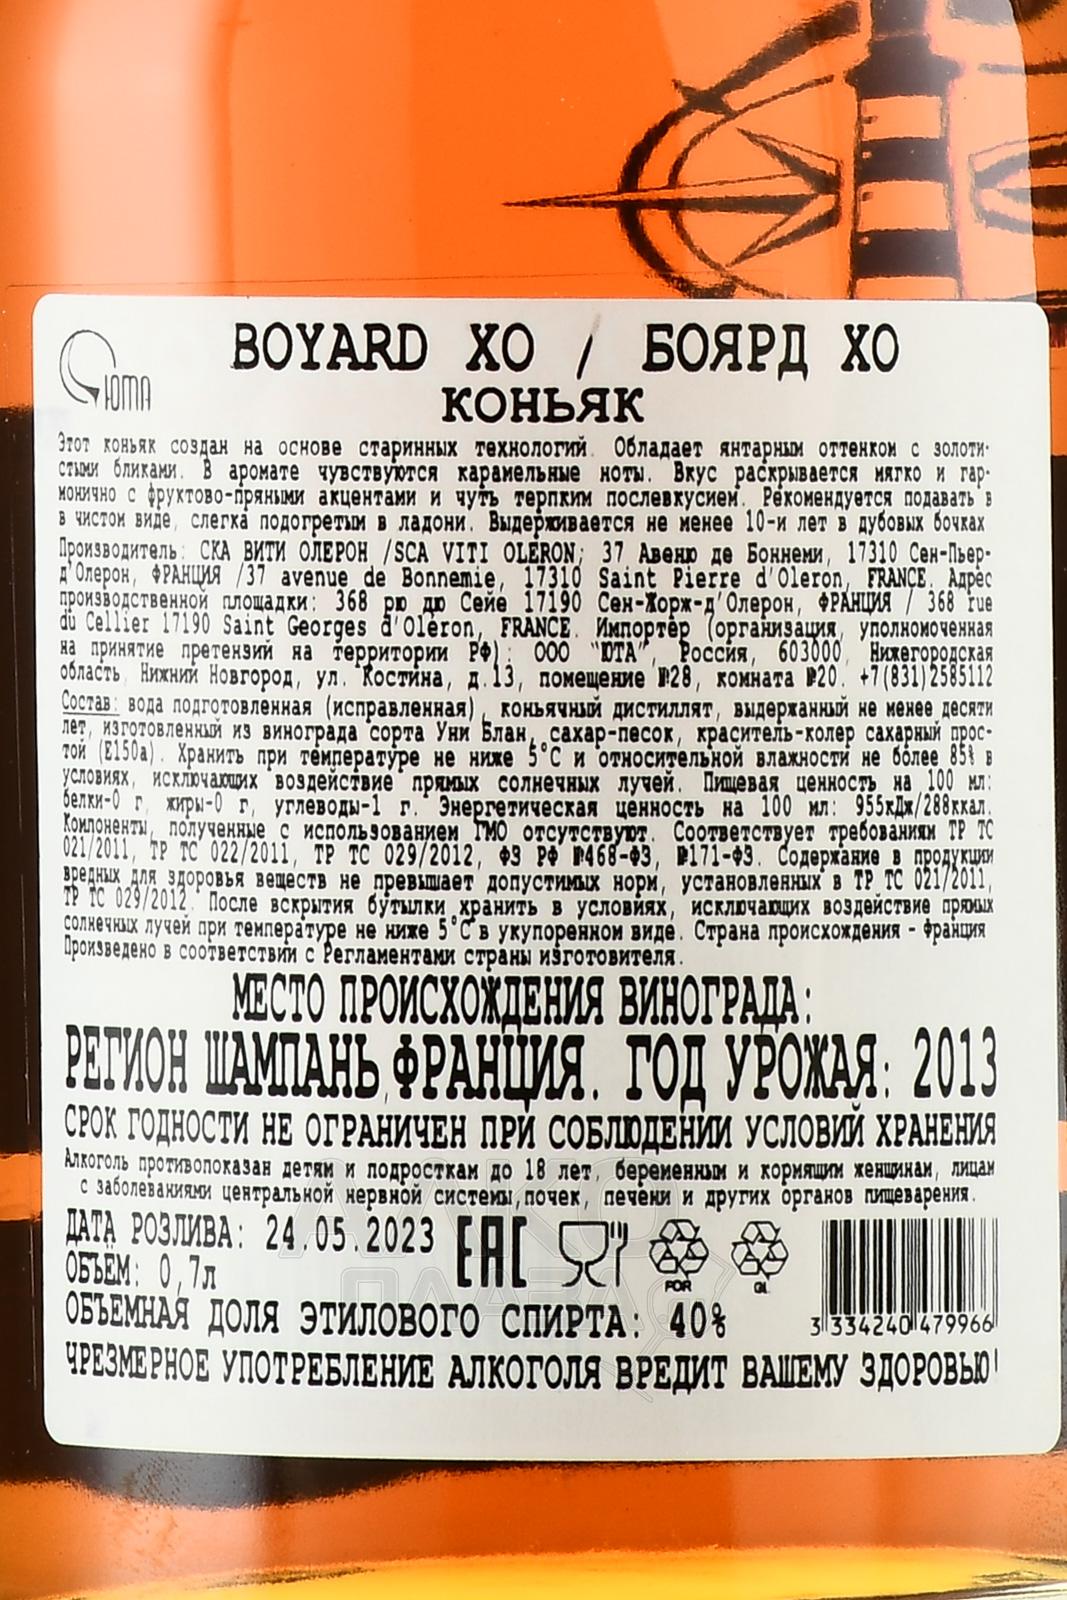 ЮТА
BOYARD XO / БОЯРД ХО
КОНЬЯК
Этот коньяк создан на основе старинных технологий. Обладает янтарным оттенком с золоти-
стыми бликами. В аромате чувствуются карамельные ноты. Вкус раскрывается мягко и гар-
монично с фруктово-пряными акцентами и чуть терпким послевкусием. Рекомендуется подавать в
в чистом виде, слегка подогретым в ладони. Выдерживается не менее 10-и лет в дубовых бочках
Производитель: СКА ВИТИ ОЛЕРОН /SCA VITI OLERON; 37 Авеню де Боннеми, 17310 Сен-Пьер-
д'Олерон, ФРАНЦИЯ /37 avenue de Bonnemie, 17310 Saint Pierre d'Oleron, FRANCE. Адрес
производственной площадки: 368 рю дю Сейе 17190 Сен-Жорж-д'Олерон, ФРАНЦИЯ / 368 rue
du Cellier 17190 Saint Georges d'Oleron, FRANCE. Импортер (организация, уполномоченная
на принятие претензий на территории РФ): ООО "ЮТА", Россия, 603000, Нижегородская
область, Нижний Новгород, ул. Костина, д.13, помещение №28, комната №20. +7(831)2585112
Состав: вода подготовленная (исправленная), коньячный дистиллят, выдержанный не менее десяти
лет, изготовленный из винограда сорта Уни Блан, сахар-песок, краситель-колер сахарный прос-
той (Е150а). Хранить при температуре не ниже 5°С и относительной влажности не более 85% в
условиях, исключающих воздействие прямых солнечных лучей. Пищевая ценность на 100 мл:
белки-0 г, жиры-0 г, углеводы-1 г. Энергетическая ценность на 100 мл: 955кДж/288ккал.
Компоненты, полученные с использованием ГМО отсутствуют. Соответствует требованиям ТР ТС
021/2011, ТР ТС 022/2011, ТР ТС 029/2012, ФЗ РФ №468-ФЗ, №171-ФЗ. Содержание в продукции
вредных для здоровья веществ не превышает допустимых норм, установленных в ТР ТС 021/2011,
ТР ТС 029/2012. После вскрытия бутылки хранить в условиях, исключающих воздействие прямых
солнечных лучей при температуре не ниже 5°С в укупоренном виде. Страна происхождения - Франция
Произведено в соответствии с Регламентами страны изготовителя.
МЕСТО ПРОИСХОЖДЕНИЯ ВИНОГРАДА:
РЕГИОН ШАМПАНЬ,ФРАНЦИЯ. ГОД УРОЖАЯ: 2013
СРОК ГОДНОСТИ НЕ ОГРАНИЧЕН ПРИ СОБЛЮДЕНИИ УСЛОВИЙ ХРАНЕНИЯ
Алкоголь противопоказан детям и подросткам до 18 лет, беременным и кормящим женщинам, лицам
с заболеваниями центральной нервной системы,почек, печени и других органов пищеварения.
ДАТА РОЗЛИВА: 24.05.2023
EAC
FOR
GL
ОБЪЁМ: 0,7л
ОБЪЕМНАЯ ДОЛЯ ЭТИЛОВОГО СПИРТА: 40%
3 334240 479966
ЧРЕЗМЕРНОЕ УПОТРЕБЛЕНИЕ АЛКОГОЛЯ ВРЕДИТ ВАШЕМУ ЗДОРОВЬЮ!
АЛКО
ПЛАЗА